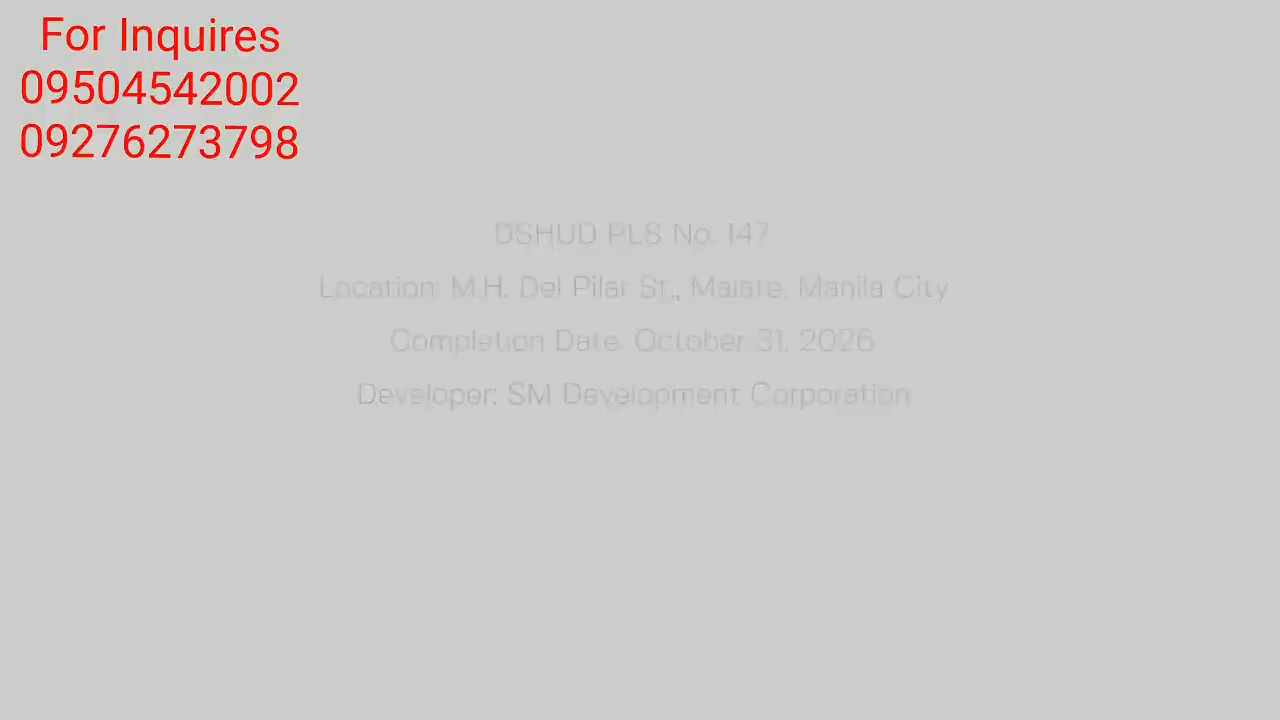 For Inquires
09504542002
09276273798
DSHUD PLS No. 147
Location: M.H. Del Pilar St., Malate, Manila City
Completion Date: October 31, 2026
Developer: SM Development Corporation